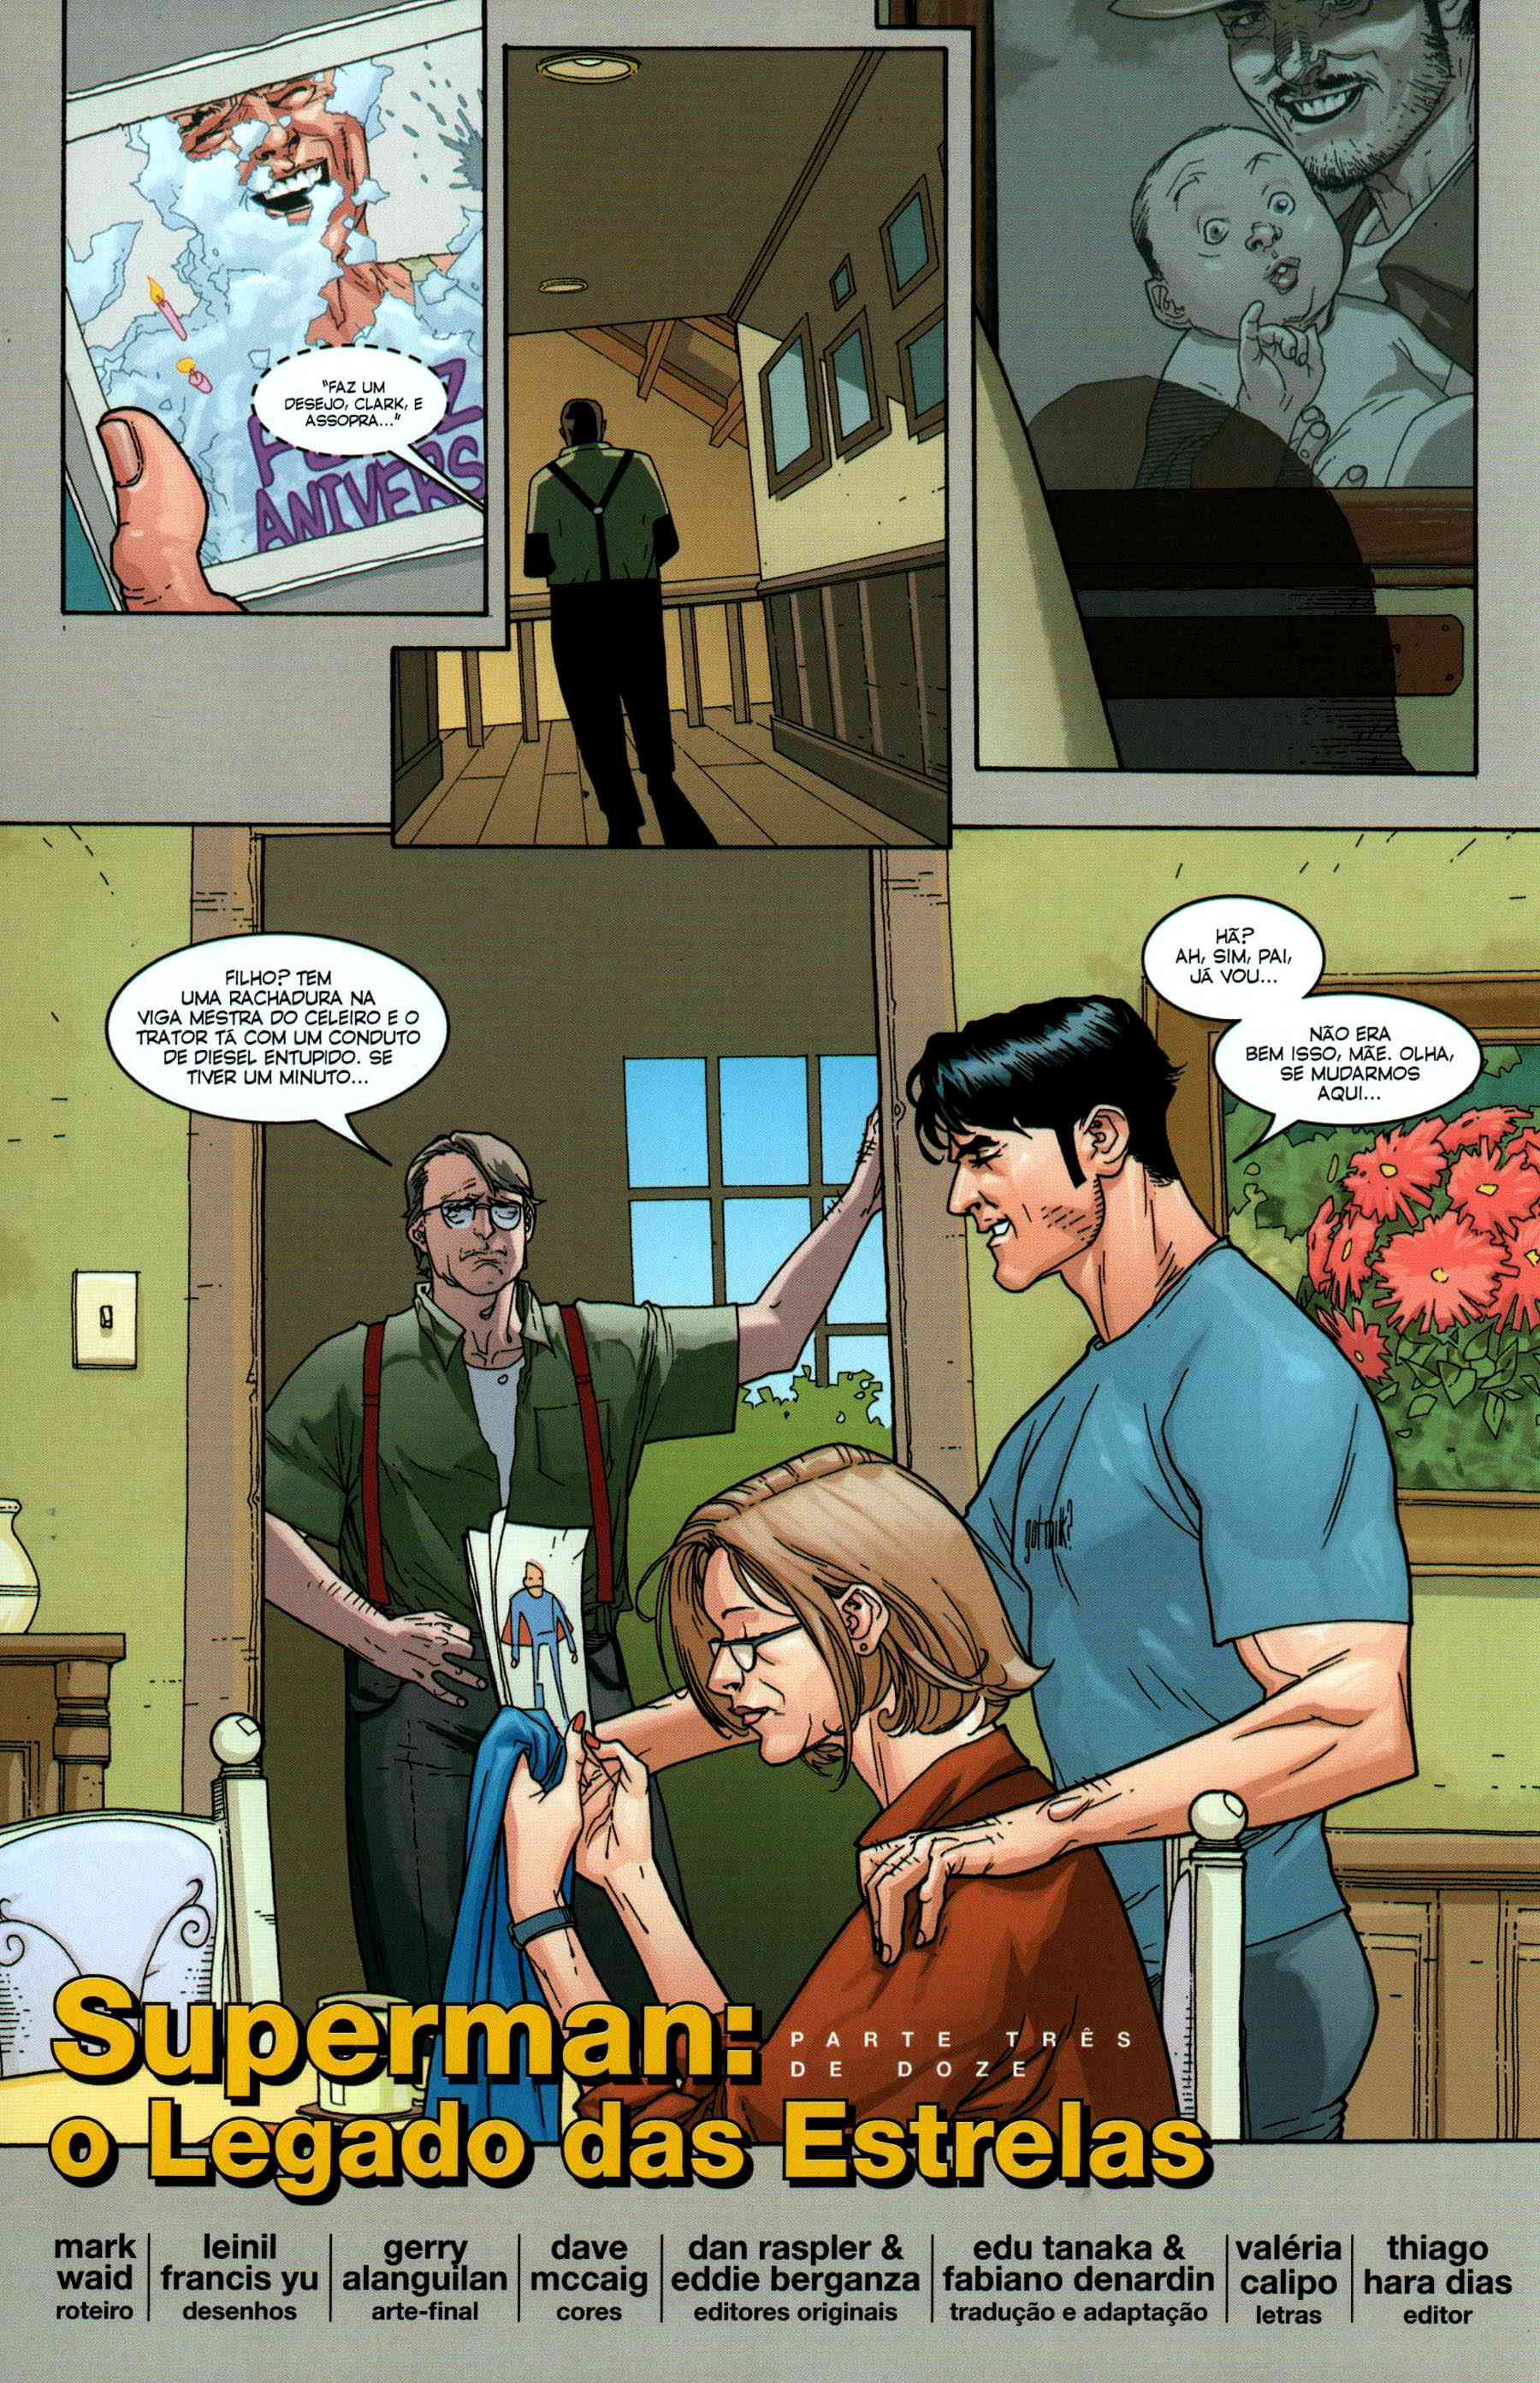 "FAZ UM
DESEJO, CLARK, E
ASSOPRA..."
ANIVERS
FILHO? TEM
UMA RACHADURA NA
VIGA MESTRA DO CELEIRO E O
TRATOR TÁ COM UM CONDUTO
DE DIESEL ENTUPIDO. SE
TIVER UM MINUTO...
HÃ?
AH, SIM, PAI,
JÁ VOU...
NÃO ERA
BEM ISSO, MÃE. OLHA,
SE MUDARMOS
AQUI...
got milk?
Superman:
PARTE TRÊS
DE DOZE
o Legado das Estrelas
mark
waid
roteiro
leinil
francis yu
desenhos
gerry
alanguilan
arte-final
dave
mccaig
cores
dan raspler &
eddie berganza
editores originais
edu tanaka &
fabiano denardin
tradução e adaptação
valéria
calipo
letras
thiago
hara dias
editor